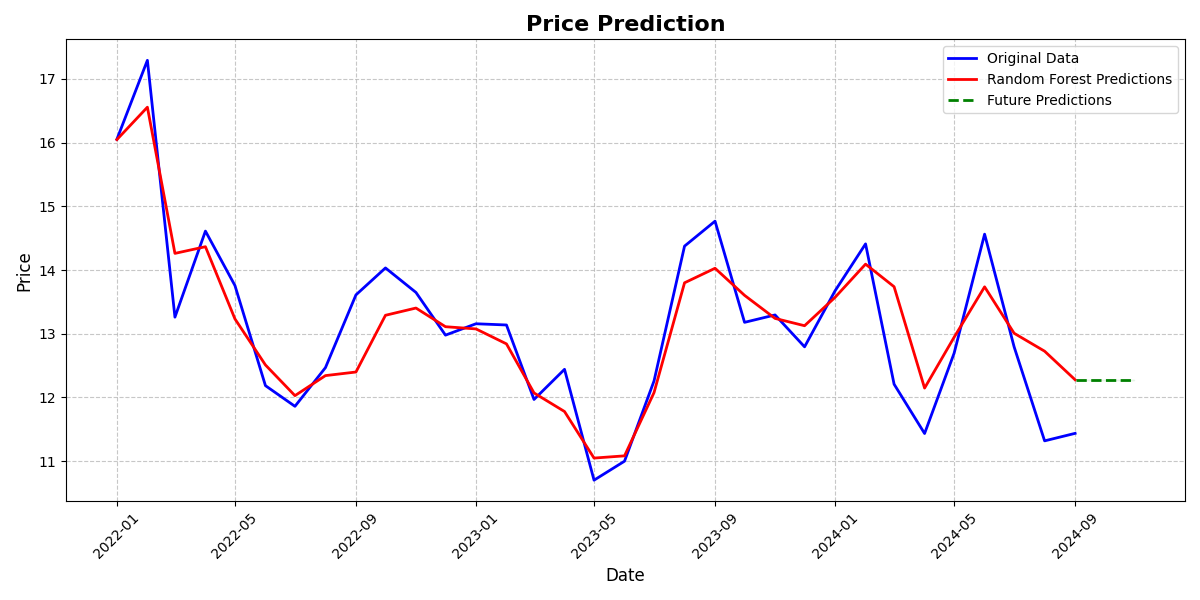 Price Prediction
Original Data
Random Forest Predictions
Future Predictions
Price
17
16
15
14
13
12
11
2022-01
2022-05
2022-09
2023-01
2023-05
2023-09
2024-01
2024-05
2024-09
Date